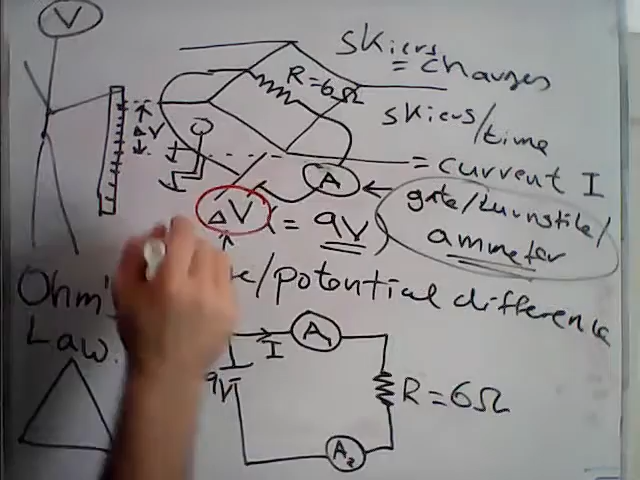 V
skiers
= charges
R=6Ω
skiers/time
= current I
ΔV
A
gate/turnstile/
ammeter
ΔV (= 9V)
/potential difference
Ohm's
Law.
I
A1
9V
R=6Ω
A2